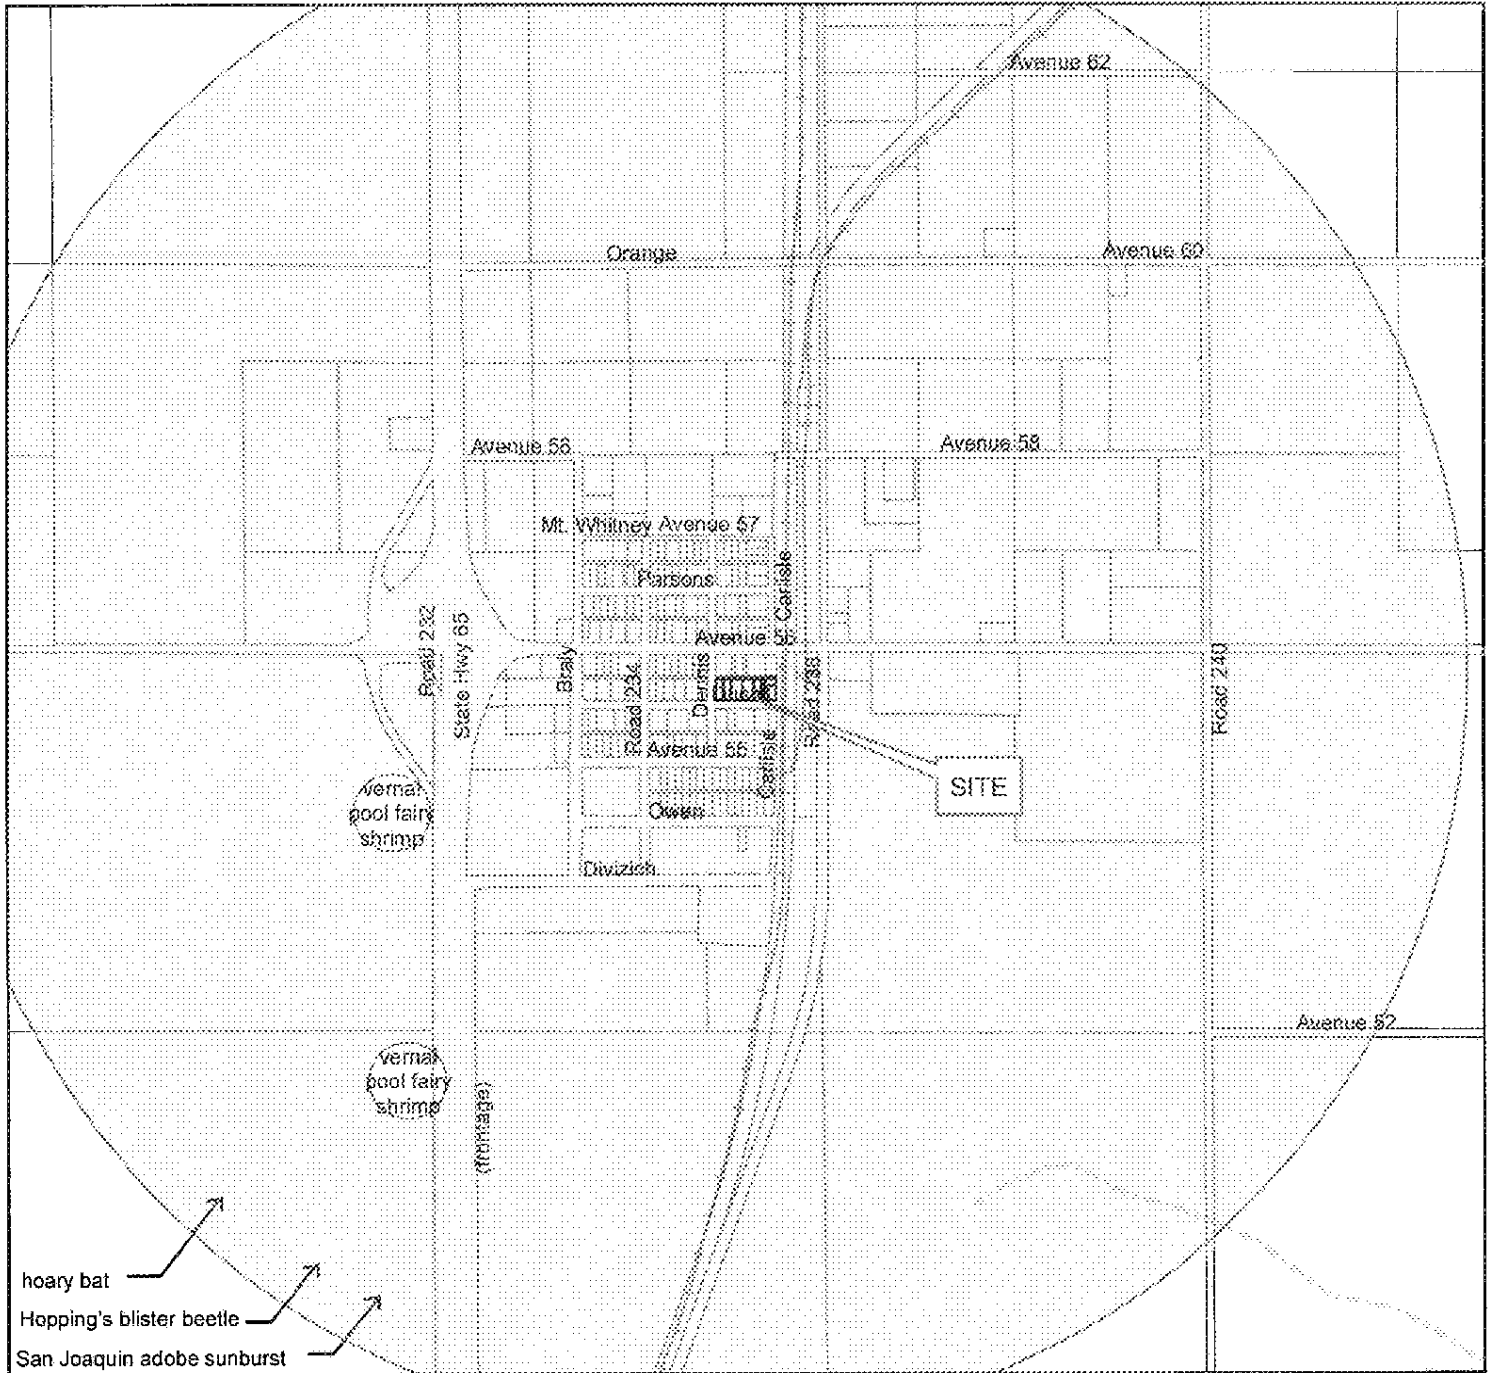 Avenue 62
Orange
Avenue 60
Avenue 58
Avenue 58
Mt. Whitney Avenue 57
Parsons
Carlisle
Avenue 56
Road 232
State Hwy 65
Braly
Road 234
Dennis
Road 236
Road 240
Avenue 55
Carlisle
SITE
vernal
pool fairy
shrimp
Owen
Divizich
Avenue 52
vernal
pool fairy
shrimp
(frontage)
hoary bat
Hopping's blister beetle
San Joaquin adobe sunburst